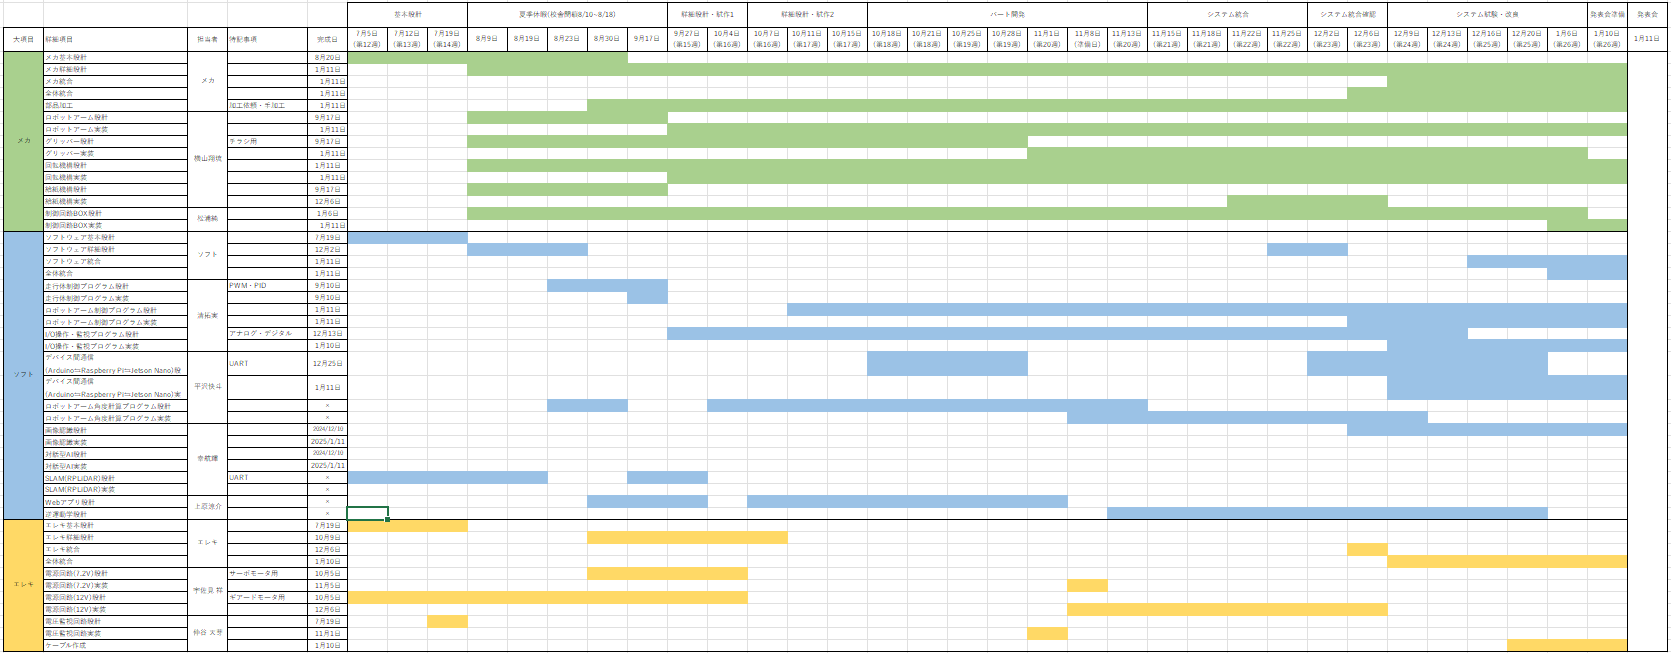 基本設計 夏季休暇(校舎閉鎖8/10~8/18) 詳細設計・試作1 詳細設計・試作2 パート開発 システム統合 システム統合確認 システム試験・改良 発表会準備 発表会
大項目 詳細項目 担当者 特記事項 完成日 7月5日 7月12日 7月19日 8月9日 8月19日 8月23日 8月30日 9月17日 9月27日 10月4日 10月7日 10月11日 10月15日 10月18日 10月21日 10月25日 10月28日 11月1日 11月8日 11月13日 11月15日 11月18日 11月22日 11月25日 12月2日 12月6日 12月9日 12月13日 12月16日 12月20日 1月6日 1月10日 1月11日
(第12週) (第13週) (第14週) (第15週) (第16週) (第16週) (第17週) (第17週) (第18週) (第18週) (第19週) (第19週) (第20週) (準備日) (第20週) (第21週) (第21週) (第22週) (第22週) (第23週) (第23週) (第24週) (第24週) (第25週) (第25週) (第26週) (第26週)
メカ
メカ基本設計 メカ 8月20日
メカ詳細設計 1月11日
メカ統合 1月11日
全体統合 1月11日
部品加工 加工依頼・手加工 1月11日
ロボットアーム設計 9月17日
ロボットアーム実装 1月11日
グリッパー設計 チラシ用 9月17日
グリッパー実装 1月11日
回転機構設計 1月11日
回転機構実装 1月11日
給紙機構設計 9月17日
給紙機構実装 12月6日
制御回路BOX設計 1月6日
制御回路BOX実装 1月11日
ソフト
ソフトウェア基本設計 ソフト 7月19日
ソフトウェア詳細設計 12月2日
ソフトウェア統合 1月11日
全体統合 1月11日
走行体制御プログラム設計 PWM・PID 9月10日
走行体制御プログラム実装 9月10日
ロボットアーム制御プログラム設計 1月11日
ロボットアーム制御プログラム実装 1月11日
I/O操作・監視プログラム設計 アナログ・デジタル 12月13日
I/O操作・監視プログラム実装 1月10日
デバイス間通信
(Arduino⇆Raspberry Pi⇆Jetson Nano)設 平沢快斗 UART 12月25日
デバイス間通信
(Arduino⇆Raspberry Pi⇆Jetson Nano)実 1月11日
ロボットアーム角度計算プログラム設計 ×
ロボットアーム角度計算プログラム実装 ×
画像認識設計 2024/12/10
画像認識実装 2025/1/11
対話型AI設計 2024/12/10
対話型AI実装 2025/1/11
SLAM(RPLiDAR)設計 UART ×
SLAM(RPLiDAR)実装 ×
Webアプリ設計 ×
逆運動学設計 ×
エレキ
エレキ基本設計 エレキ 7月19日
エレキ詳細設計 10月9日
エレキ統合 12月6日
全体統合 1月10日
電源回路(7.2V)設計 サーボモータ用 10月5日
電源回路(7.2V)実装 11月5日
電源回路(12V)設計 ギアードモータ用 10月5日
電源回路(12V)実装 12月6日
電圧監視回路設計 7月19日
電圧監視回路実装 11月1日
ケーブル作成 1月10日